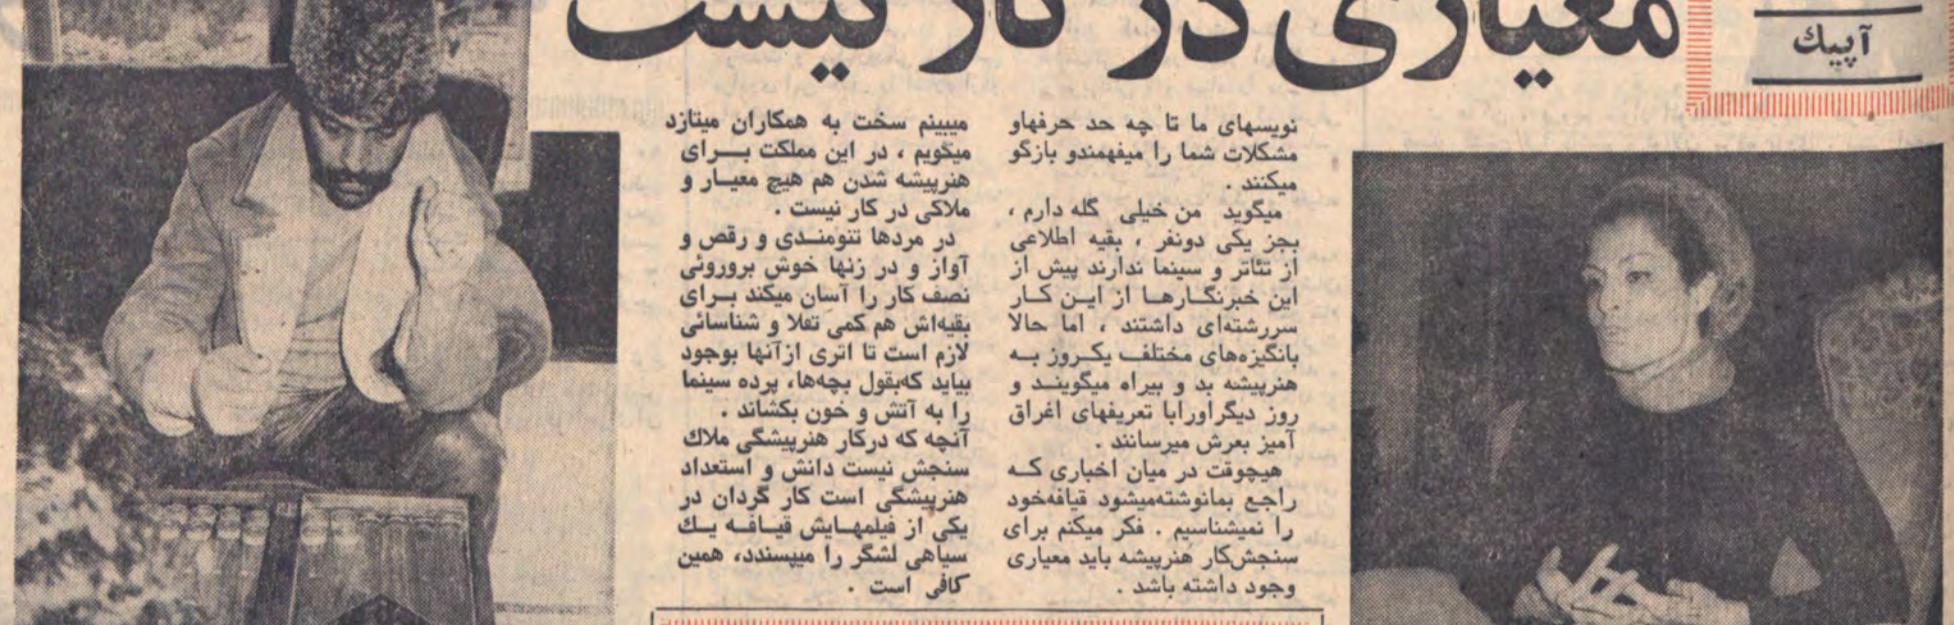 معیاری در کار نیست
آپیك
نویسهای ما تا چه حد حرفهاو
مشکلات شما را میفهمندو بازگو
میکنند .
میگوید من خیلی گله دارم ،
بجز یکی دونفر ، بقیه اطلاعی
از تئاتر و سینما ندارند پیش از
این خبرنگارها از این کار
سررشته‌ای داشتند ، اما حالا
بانگیزه‌های مختلف یکروز به
هنرپیشه بد و بیراه میگویند و
روز دیگراورابا تعریفهای اغراق
آمیز بعرش میرسانند .
هیچوقت در میان اخباری که
راجع بمانوشته‌میشود قیافه‌خود
را نمیشناسیم . فکر میکنم برای
سنجش‌کار هنرپیشه باید معیاری
وجود داشته باشد .
میبینم سخت به همکاران میتازد
میگویم ، در این مملکت برای
هنرپیشه شدن هم هیچ معیار و
ملاکی در کار نیست .
در مردها تنومندی و رقص و
آواز و در زنها خوش بروروئی
نصف کار را آسان میکند برای
بقیه‌اش هم کمی تقلا و شناسائی
لازم است تا اثری ازآنها بوجود
بیاید که‌بقول بچه‌ها، پرده سینما
را به آتش و خون بکشاند .
آنچه که درکار هنرپیشگی ملاك
سنجش نیست دانش و استعداد
هنرپیشگی است کار گردان در
یکی از فیلمهایش قیافه یك
سیاهی لشگر را میپسندد، همین
کافی است .